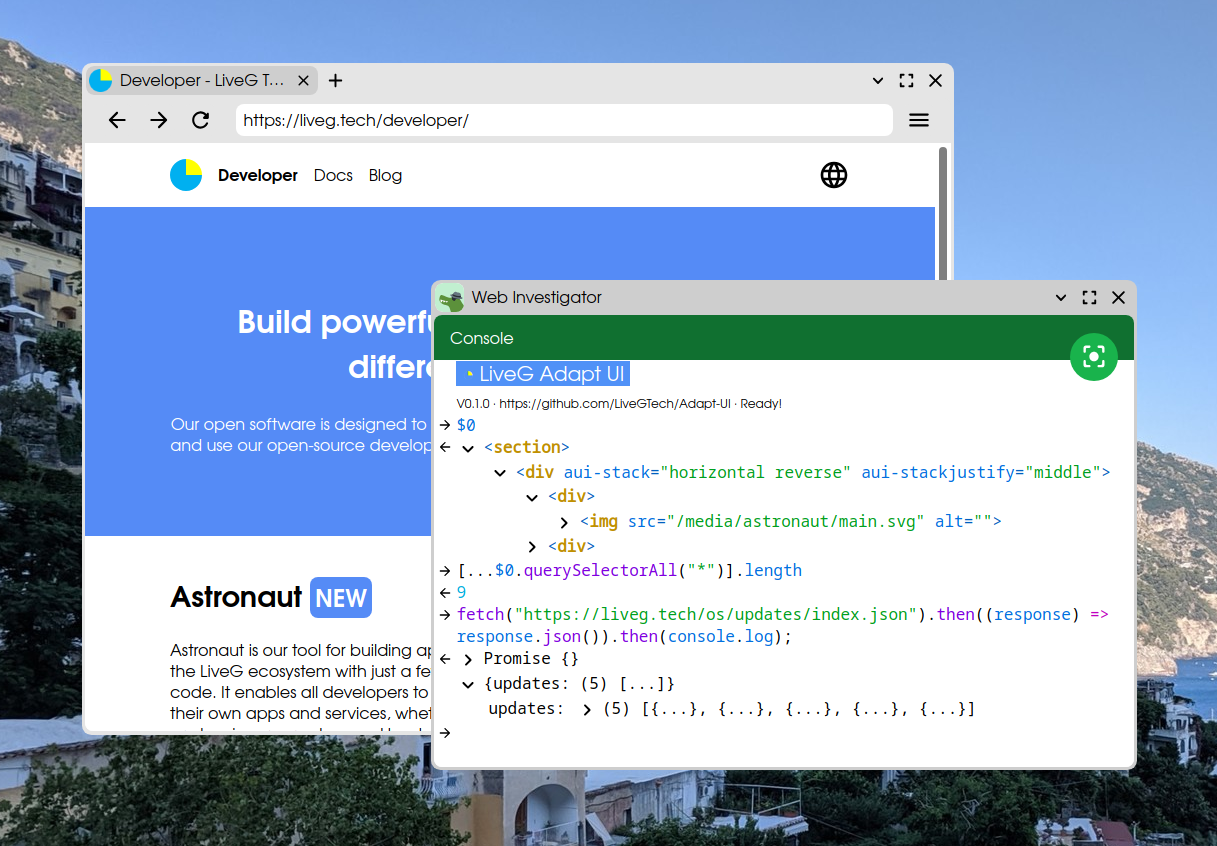 Developer - LiveG T...
https://liveg.tech/developer/
Developer Docs Blog
Build powerfu
differe
Our open software is designed to
and use our open-source develop
Astronaut NEW
Astronaut is our tool for building ap
the LiveG ecosystem with just a fe
code. It enables all developers to
their own apps and services, whet
Web Investigator
Console
LiveG Adapt UI
V0.1.0 · https://github.com/LiveGTech/Adapt-UI · Ready!
$0
<section>
<div aui-stack="horizontal reverse" aui-stackjustify="middle">
<div>
<img src="/media/astronaut/main.svg" alt="">
<div>
[...$0.querySelectorAll("*")].length
9
fetch("https://liveg.tech/os/updates/index.json").then((response) =>
response.json()).then(console.log);
Promise {}
{updates: (5) [...]}
updates: (5) [{...}, {...}, {...}, {...}, {...}]